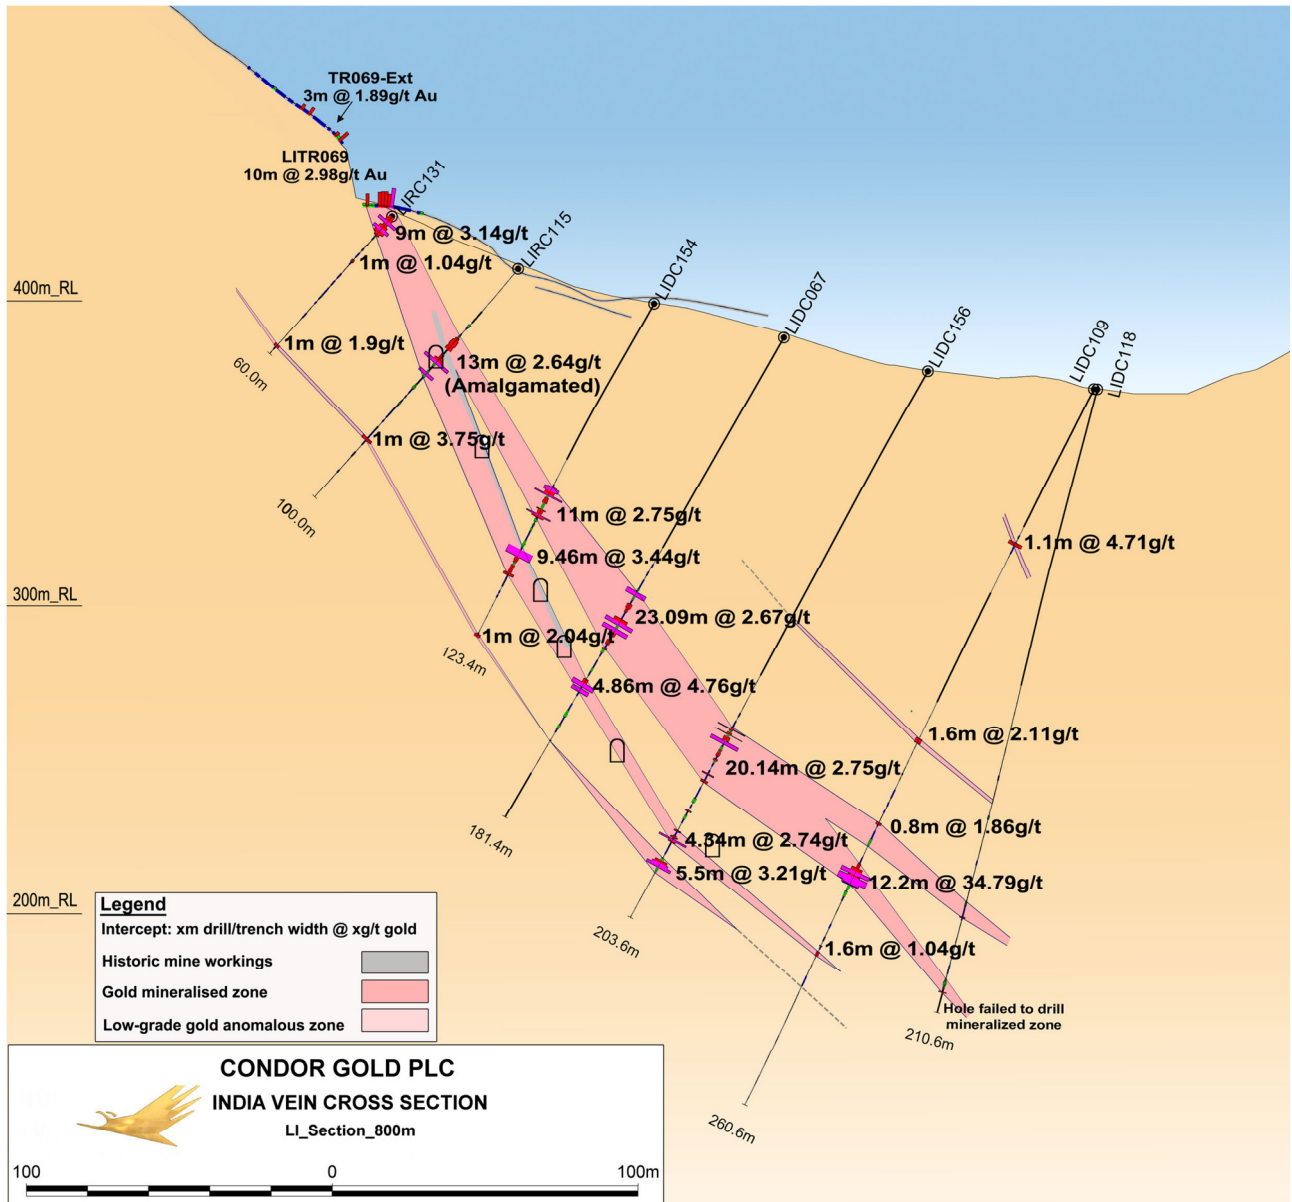 TR069-Ext
3m @ 1.89g/t Au
LITR069
10m @ 2.98g/t Au
LIRC131
LIRC115
LIDC154
LIDC067
LIDC156
LIDC109
LIDC118
9m @ 3.14g/t
1m @ 1.04g/t
400m_RL
1m @ 1.9g/t
60.0m
13m @ 2.64g/t
(Amalgamated)
1m @ 3.75g/t
100.0m
11m @ 2.75g/t
9.46m @ 3.44g/t
1.1m @ 4.71g/t
300m_RL
23.09m @ 2.67g/t
1m @ 2.04g/t
123.4m
4.86m @ 4.76g/t
1.6m @ 2.11g/t
20.14m @ 2.75g/t
181.4m
4.34m @ 2.74g/t
0.8m @ 1.86g/t
5.5m @ 3.21g/t
12.2m @ 34.79g/t
200m_RL
203.6m
1.6m @ 1.04g/t
Hole failed to drill
mineralized zone
210.6m
260.6m
Legend
Intercept: xm drill/trench width @ xg/t gold
Historic mine workings
Gold mineralised zone
Low-grade gold anomalous zone
CONDOR GOLD PLC
INDIA VEIN CROSS SECTION
LI_Section_800m
100 0 100m